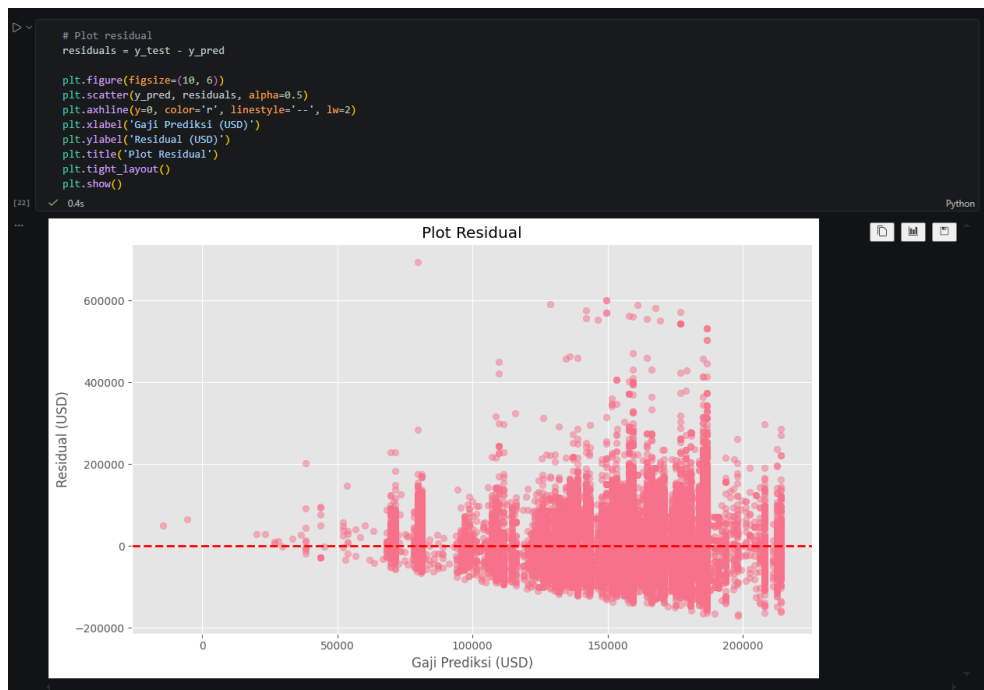 # Plot residual
residuals = y_test - y_pred
plt.figure(figsize=(10, 6))
plt.scatter(y_pred, residuals, alpha=0.5)
plt.axhline(y=0, color='r', linestyle='--', lw=2)
plt.xlabel('Gaji Prediksi (USD)')
plt.ylabel('Residual (USD)')
plt.title('Plot Residual')
plt.tight_layout()
plt.show()
[22]
0.4s
Python
...
Plot Residual
600000
400000
200000
0
−200000
Residual (USD)
0
50000
100000
150000
200000
Gaji Prediksi (USD)